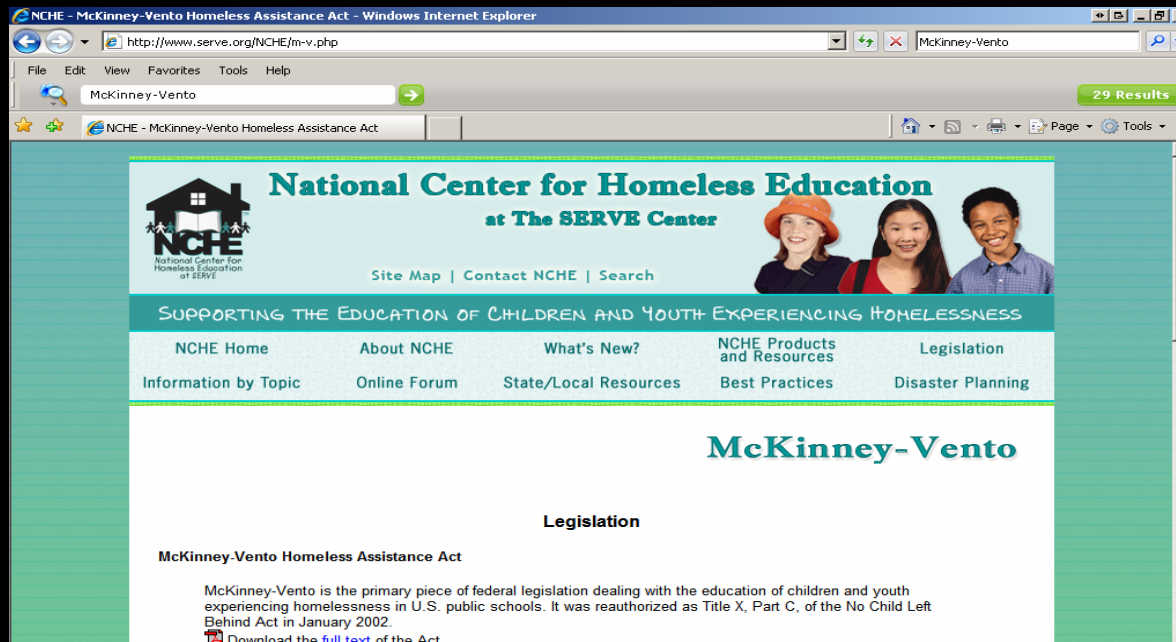 NCHE - McKinney-Vento Homeless Assistance Act - Windows Internet Explorer
http://www.serve.org/NCHE/m-v.php
McKinney-Vento
File Edit View Favorites Tools Help
McKinney-Vento
29 Results
NCHE - McKinney-Vento Homeless Assistance Act
Page Tools
National Center for Homeless Education
at The SERVE Center
NCHE
National Center for
Homeless Education
at SERVE
Site Map | Contact NCHE | Search
SUPPORTING THE EDUCATION OF CHILDREN AND YOUTH EXPERIENCING HOMELESSNESS
NCHE Home About NCHE What's New? NCHE Products and Resources Legislation
Information by Topic Online Forum State/Local Resources Best Practices Disaster Planning
McKinney-Vento
Legislation
McKinney-Vento Homeless Assistance Act
McKinney-Vento is the primary piece of federal legislation dealing with the education of children and youth
experiencing homelessness in U.S. public schools. It was reauthorized as Title X, Part C, of the No Child Left
Behind Act in January 2002.
Download the full text of the Act